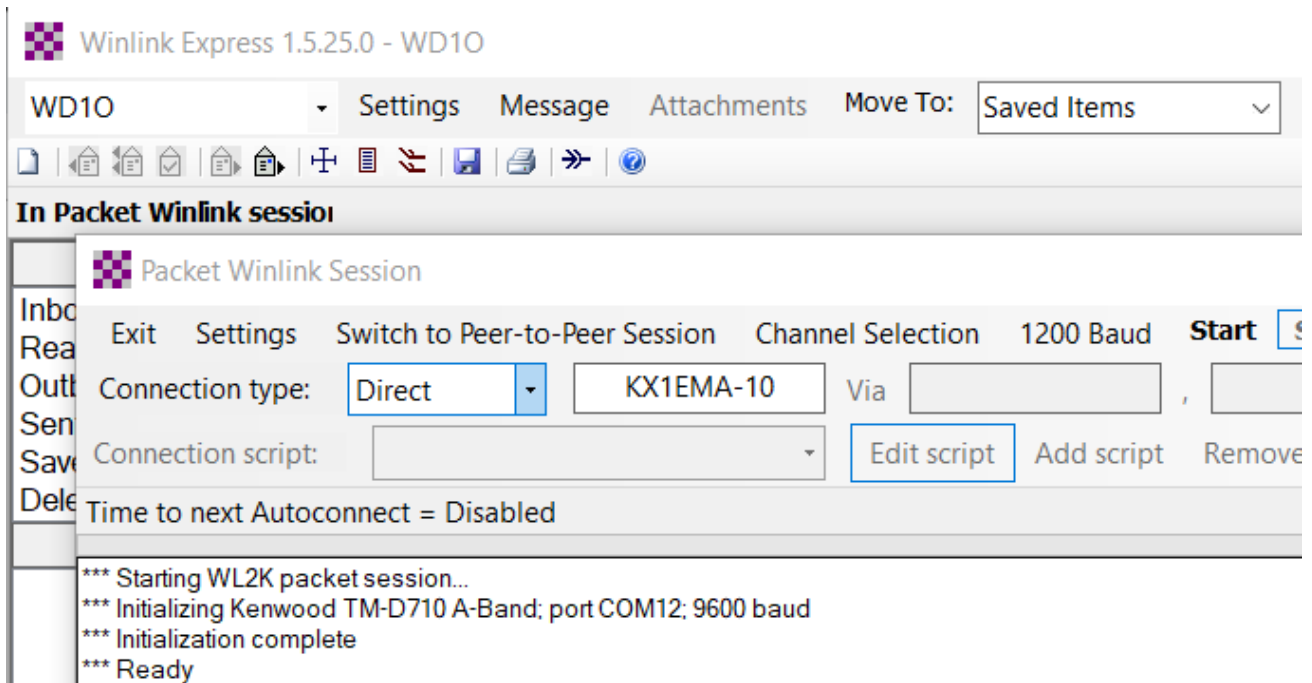 Winlink Express 1.5.25.0 - WD1O
WD1O Settings Message Attachments Move To: Saved Items
In Packet Winlink session
Packet Winlink Session
Exit Settings Switch to Peer-to-Peer Session Channel Selection 1200 Baud Start
Connection type: Direct KX1EMA-10 Via ,
Connection script: Edit script Add script Remove
Time to next Autoconnect = Disabled
*** Starting WL2K packet session...
*** Initializing Kenwood TM-D710 A-Band; port COM12; 9600 baud
*** Initialization complete
*** Ready